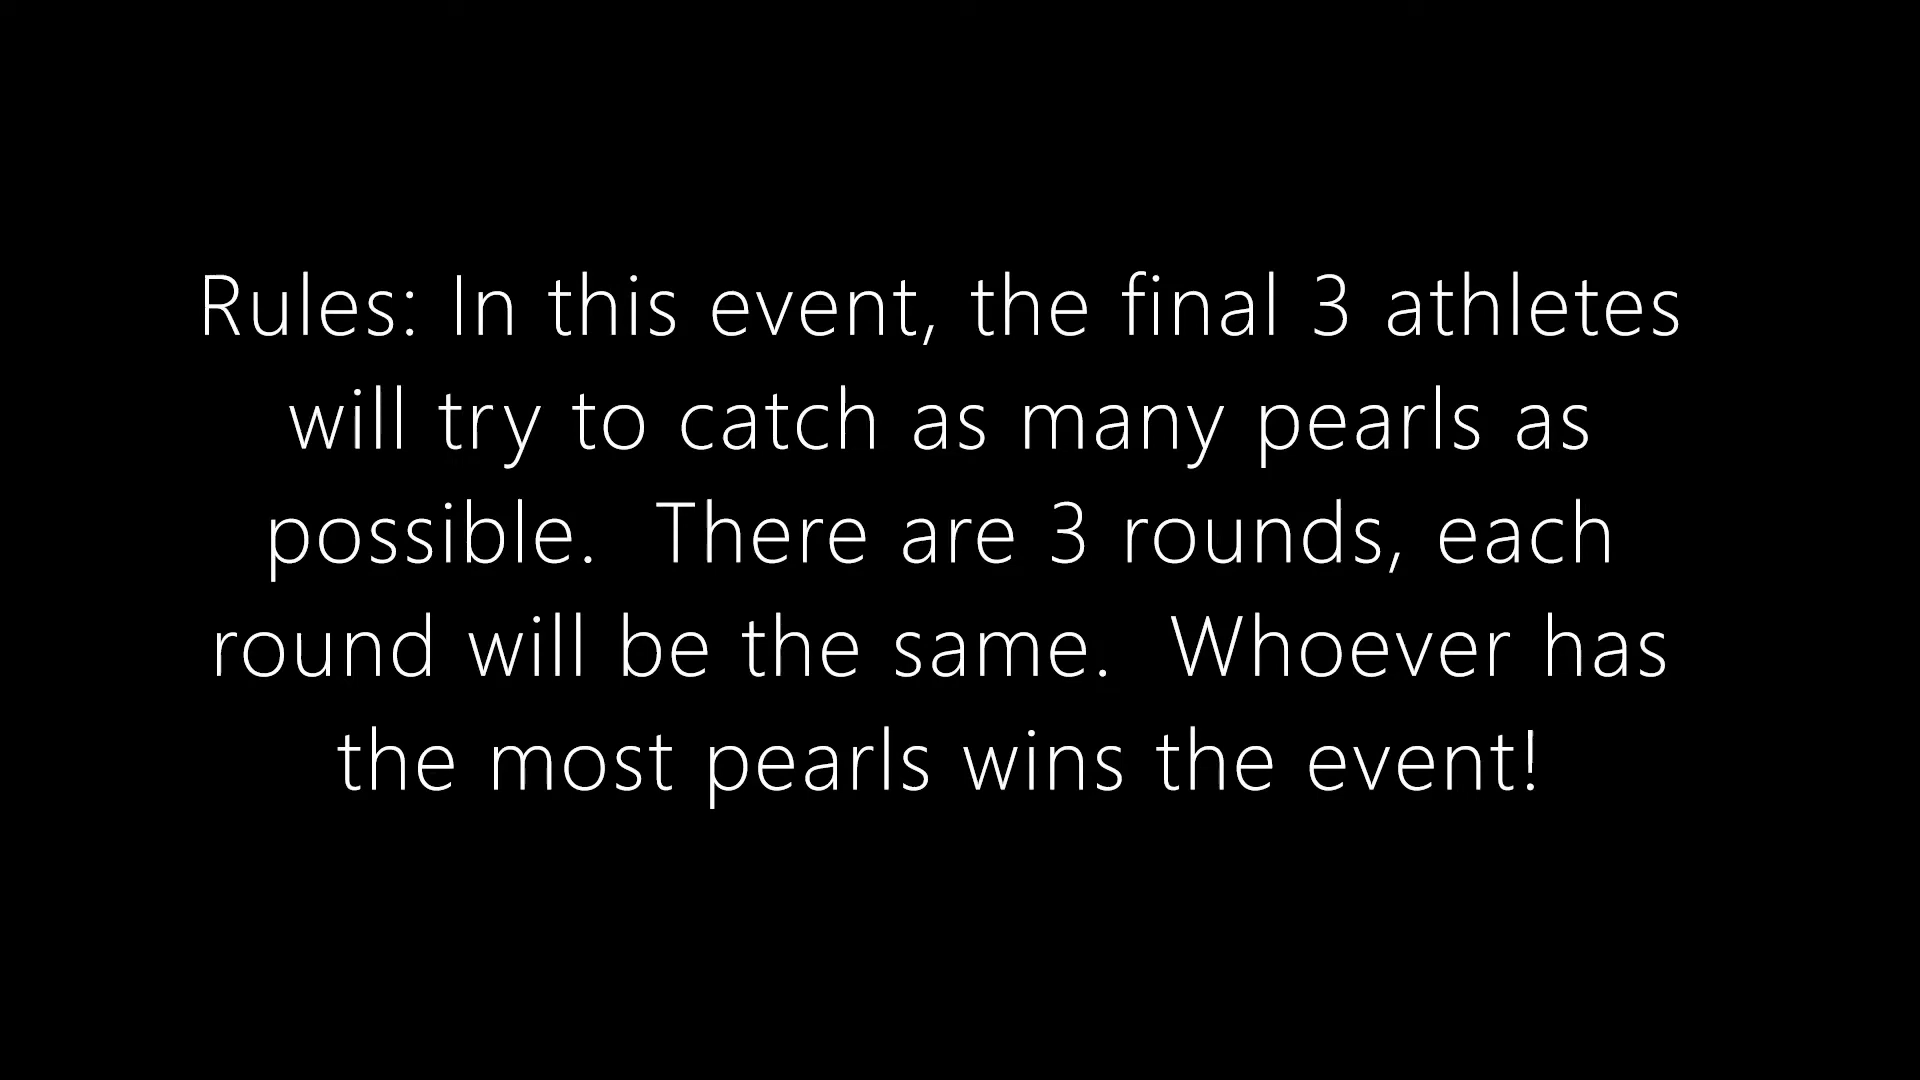 Rules: In this event, the final 3 athletes
will try to catch as many pearls as
possible.  There are 3 rounds, each
round will be the same.  Whoever has
the most pearls wins the event!